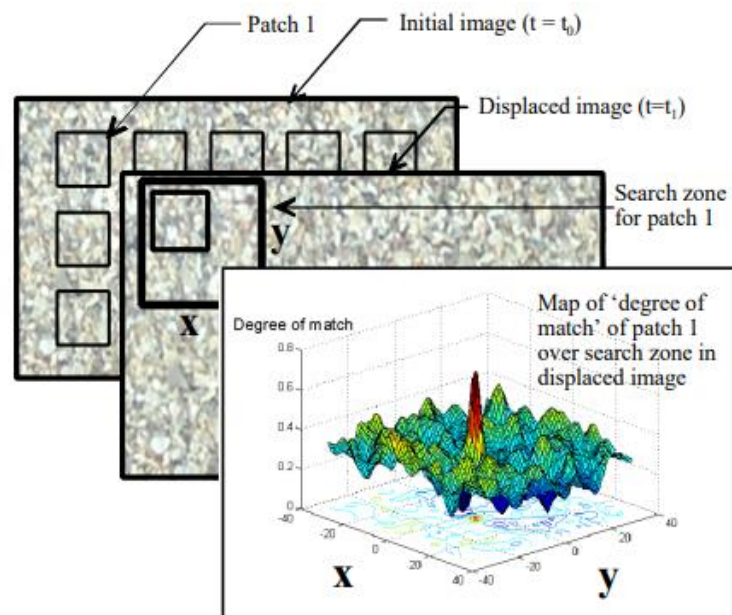 Patch 1
Initial image (t = t₀)
Displaced image (t=t₁)
Search zone
for patch 1
y
x
Degree of match
Map of ‘degree of
match’ of patch 1
over search zone in
displaced image
0.8
0.6
0.4
0.2
0
-40
-20
0
20
40
-40
-20
0
20
40
x
y